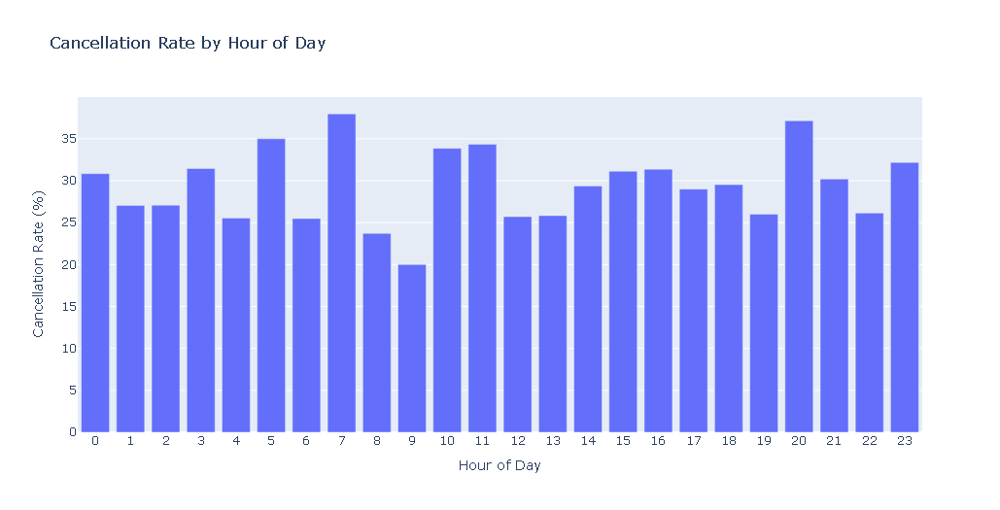 Cancellation Rate by Hour of Day
35
30
25
20
15
10
5
0
Cancellation Rate (%)
0 1 2 3 4 5 6 7 8 9 10 11 12 13 14 15 16 17 18 19 20 21 22 23
Hour of Day